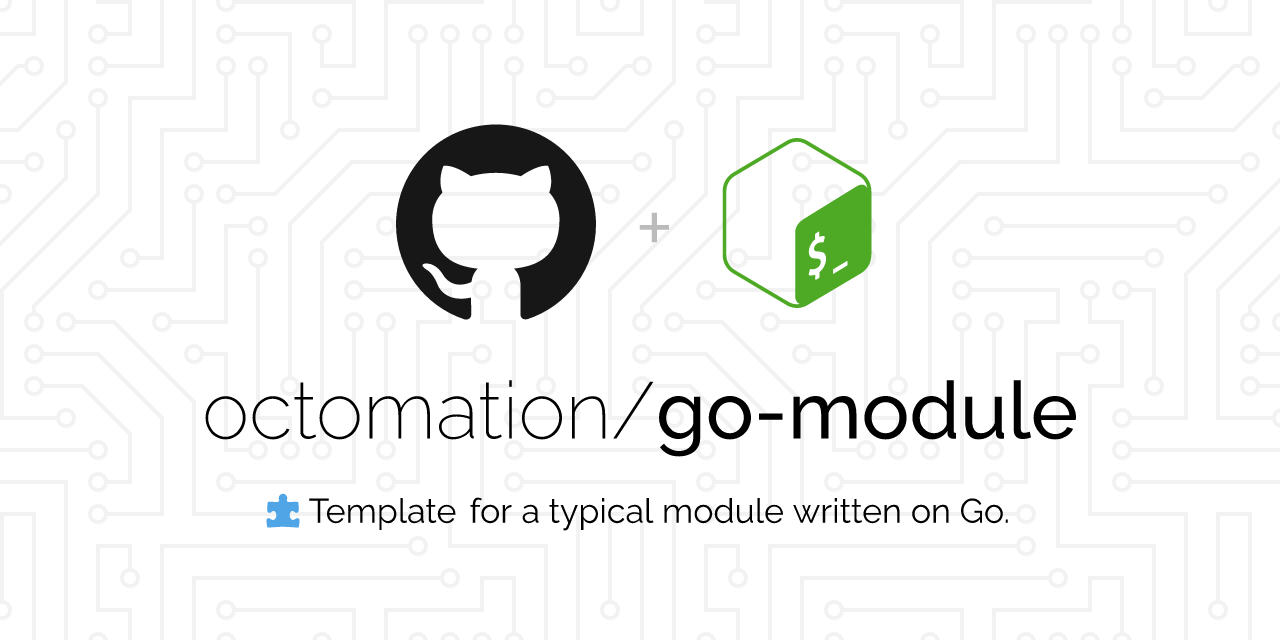 +
$_
octomation/go-module
Template for a typical module written on Go.